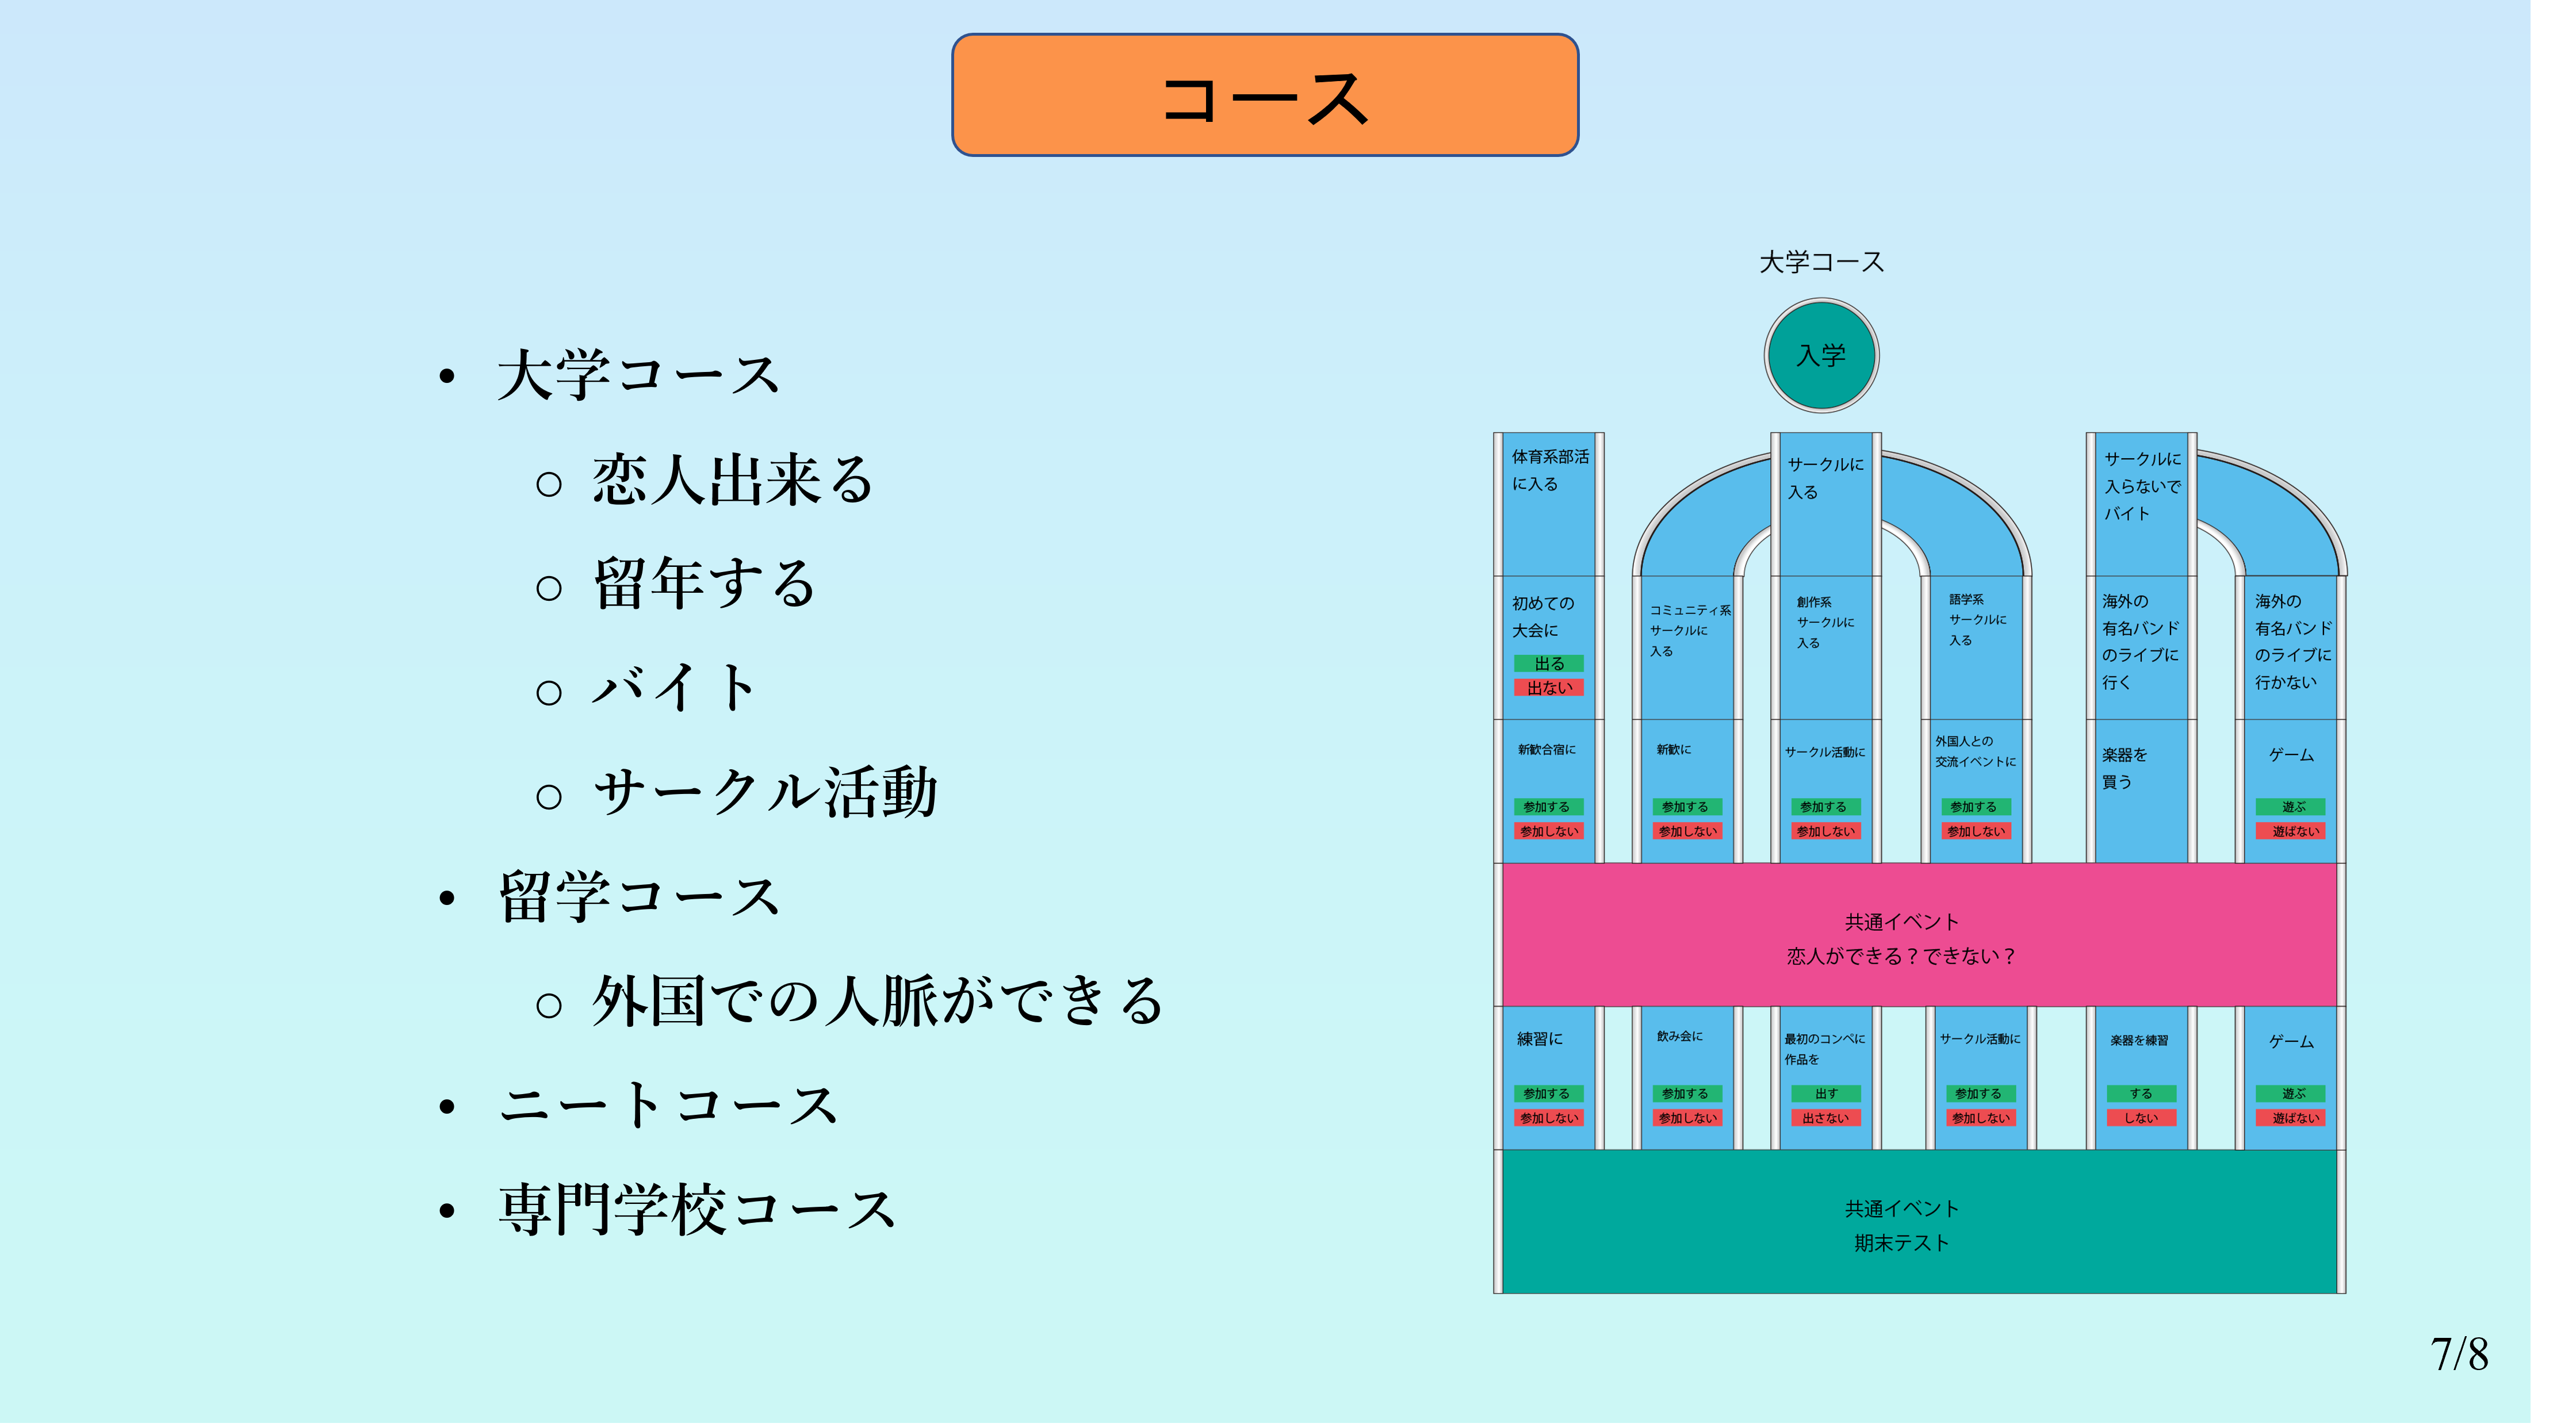 コース
• 大学コース
○ 恋人出来る
○ 留年する
○ バイト
○ サークル活動
• 留学コース
○ 外国での人脈ができる
• ニートコース
• 専門学校コース
大学コース
入学
体育系部活
に入る
サークルに
入る
サークルに
入らないで
バイト
初めての
大会に
出る
出ない
コミュニティ系
サークルに
入る
創作系
サークルに
入る
語学系
サークルに
入る
海外の
有名バンド
のライブに
行く
海外の
有名バンド
のライブに
行かない
新歓合宿に
参加する
参加しない
新歓に
参加する
参加しない
サークル活動に
参加する
参加しない
外国人との
交流イベントに
参加する
参加しない
楽器を
買う
ゲーム
遊ぶ
遊ばない
共通イベント
恋人ができる？できない？
練習に
参加する
参加しない
飲み会に
参加する
参加しない
最初のコンペに
作品を
出す
出さない
サークル活動に
参加する
参加しない
楽器を練習
する
しない
ゲーム
遊ぶ
遊ばない
共通イベント
期末テスト
7/8